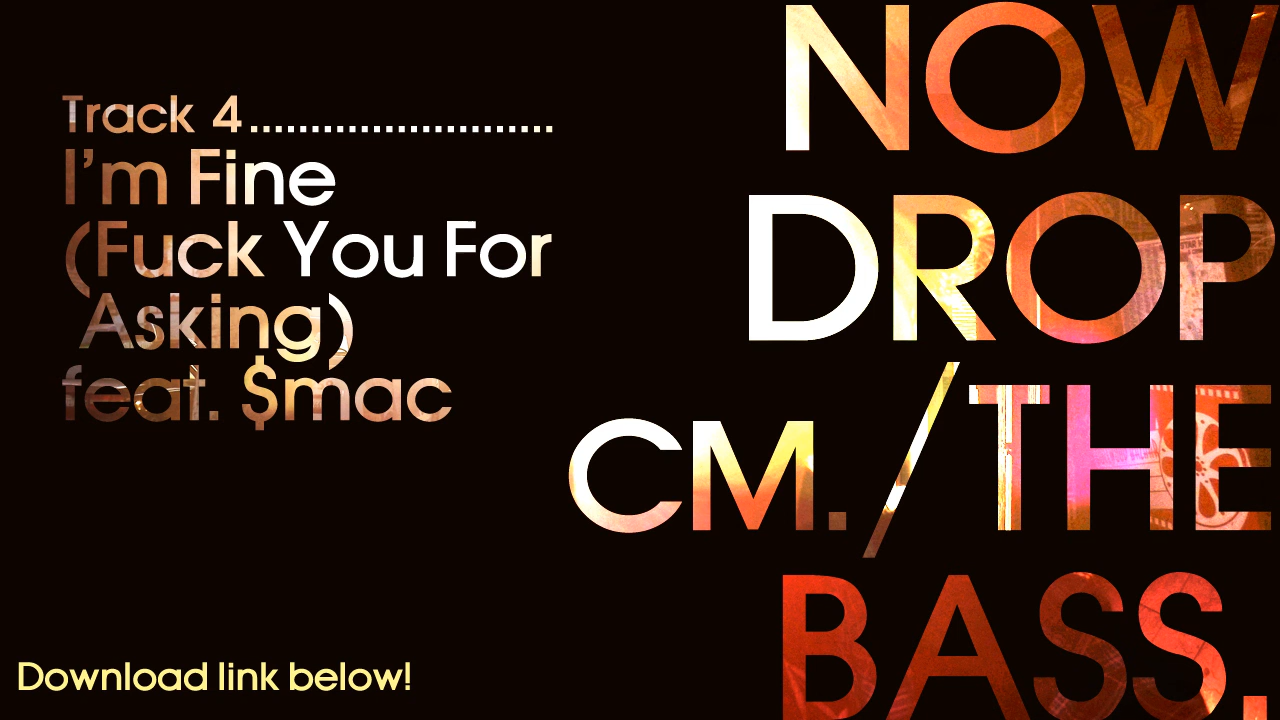 Track 4.........................
I'm Fine
(Fuck You For
Asking)
feat. $mac
Download link below!
NOW
DROP
CM./THE
BASS.